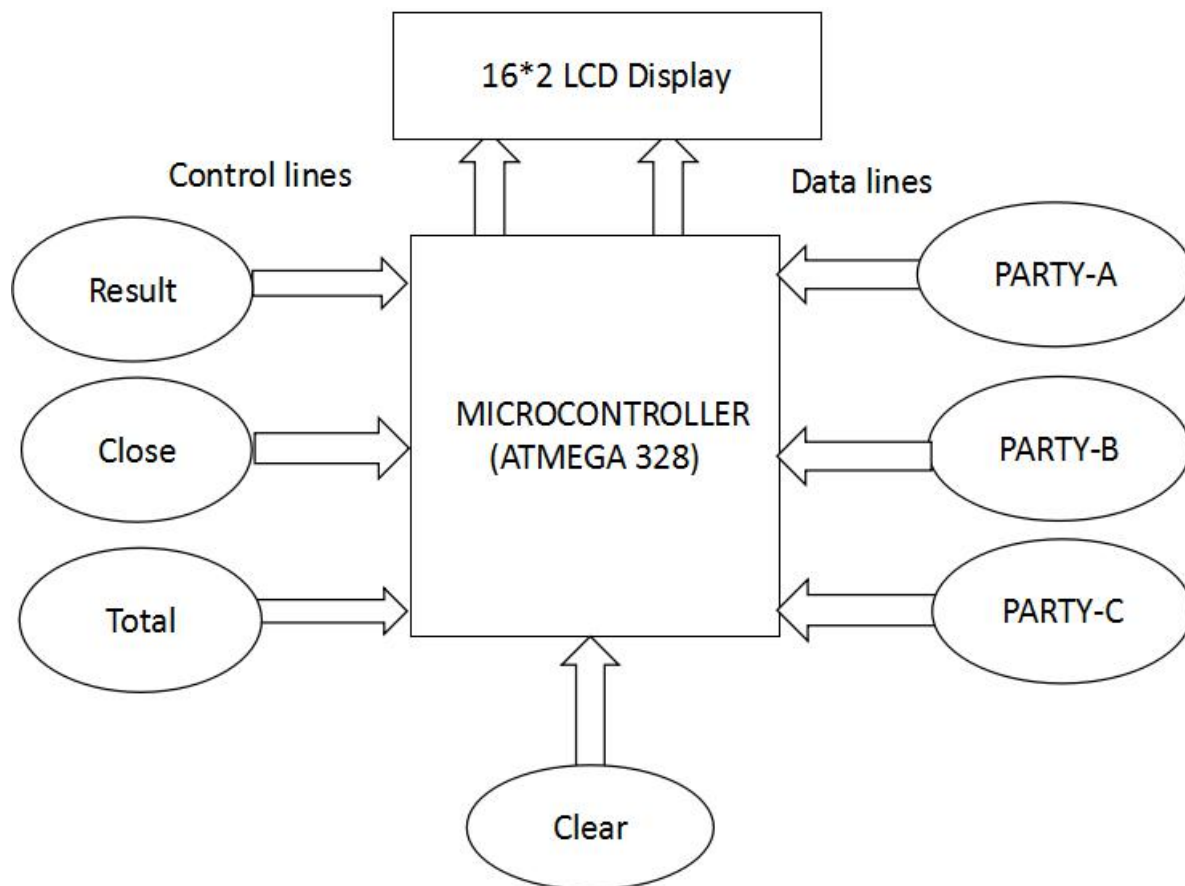 16*2 LCD Display
Control lines
Data lines
Result
PARTY-A
Close
MICROCONTROLLER
(ATMEGA 328)
PARTY-B
Total
PARTY-C
Clear